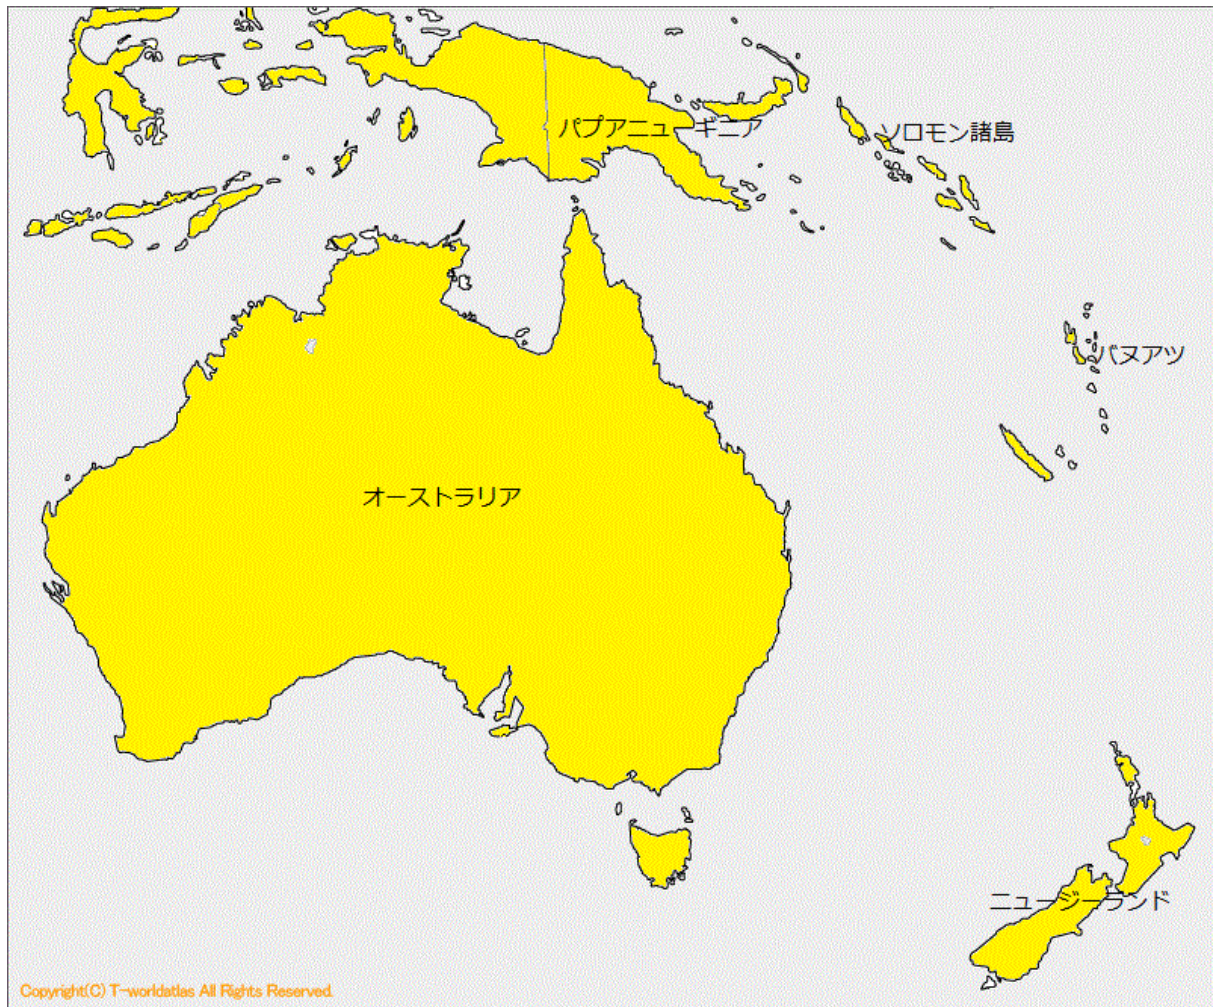 パプアニューギニア
ソロモン諸島
バヌアツ
オーストラリア
ニュージーランド
Copyright(C) T-worldatlas All Rights Reserved.